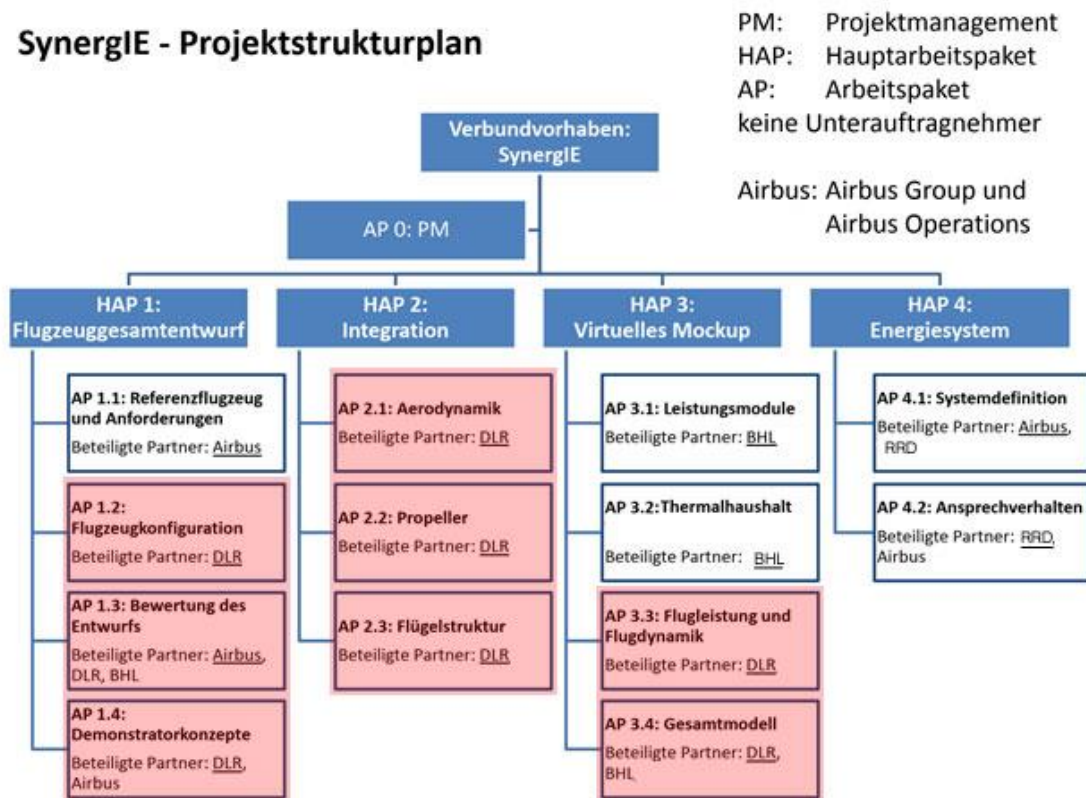 SynergIE - Projektstrukturplan
PM: Projektmanagement
HAP: Hauptarbeitspaket
AP: Arbeitspaket
keine Unterauftragnehmer
Airbus: Airbus Group und
Airbus Operations
Verbundvorhaben:
SynergIE
AP 0: PM
HAP 1:
Flugzeuggesamtentwurf
AP 1.1: Referenzflugzeug
und Anforderungen
Beteiligte Partner: Airbus
AP 1.2:
Flugzeugkonfiguration
Beteiligte Partner: DLR
AP 1.3: Bewertung des
Entwurfs
Beteiligte Partner: Airbus,
DLR, BHL
AP 1.4:
Demonstratorkonzepte
Beteiligte Partner: DLR,
Airbus
HAP 2:
Integration
AP 2.1: Aerodynamik
Beteiligte Partner: DLR
AP 2.2: Propeller
Beteiligte Partner: DLR
AP 2.3: Flügelstruktur
Beteiligte Partner: DLR
HAP 3:
Virtuelles Mockup
AP 3.1: Leistungsmodule
Beteiligte Partner: BHL
AP 3.2:Thermalhaushalt
Beteiligte Partner: BHL
AP 3.3: Flugleistung und
Flugdynamik
Beteiligte Partner: DLR
AP 3.4: Gesamtmodell
Beteiligte Partner: DLR,
BHL
HAP 4:
Energiesystem
AP 4.1: Systemdefinition
Beteiligte Partner: Airbus,
RRD
AP 4.2: Ansprechverhalten
Beteiligte Partner: RRD,
Airbus